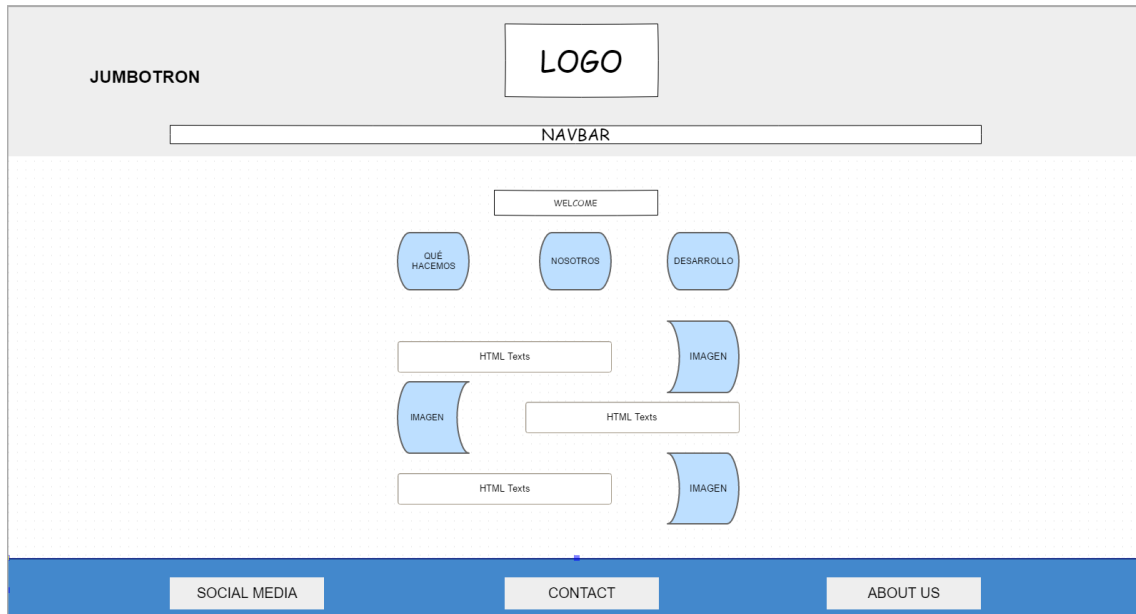 LOGO
JUMBOTRON
NAVBAR
WELCOME
QUÉ
HACEMOS
NOSOTROS
DESARROLLO
HTML Texts
IMAGEN
IMAGEN
HTML Texts
HTML Texts
IMAGEN
SOCIAL MEDIA
CONTACT
ABOUT US